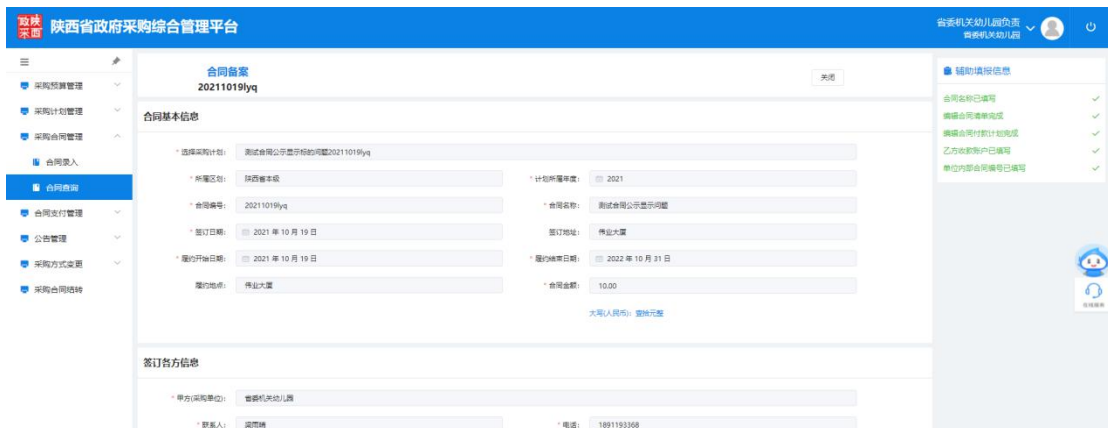 政陕
采西
陕西省政府采购综合管理平台
省委机关幼儿园负责
省委机关幼儿园
采购预算管理
采购计划管理
采购合同管理
合同录入
合同查询
合同支付管理
公告管理
采购方式变更
采购合同结转
合同备案
20211019lyq
关闭
合同基本信息
* 选择采购计划: 测试合同公示显示标的问题20211019lyq
* 所属区划: 陕西省本级
* 计划所属年度: 2021
* 合同编号: 20211019lyq
* 合同名称: 测试合同公示显示问题
* 签订日期: 2021 年 10 月 19 日
签订地址: 伟业大厦
* 履约开始日期: 2021 年 10 月 19 日
* 履约结束日期: 2022 年 10 月 31 日
履约地点: 伟业大厦
* 合同金额: 10.00
大写(人民币): 壹拾元整
签订各方信息
* 甲方(采购单位): 省委机关幼儿园
* 联系人: 梁雨晴
* 电话: 1891193368
辅助填报信息
合同名称已填写
编辑合同清单完成
编辑合同付款计划完成
乙方收款账户已填写
单位内部合同编号已填写